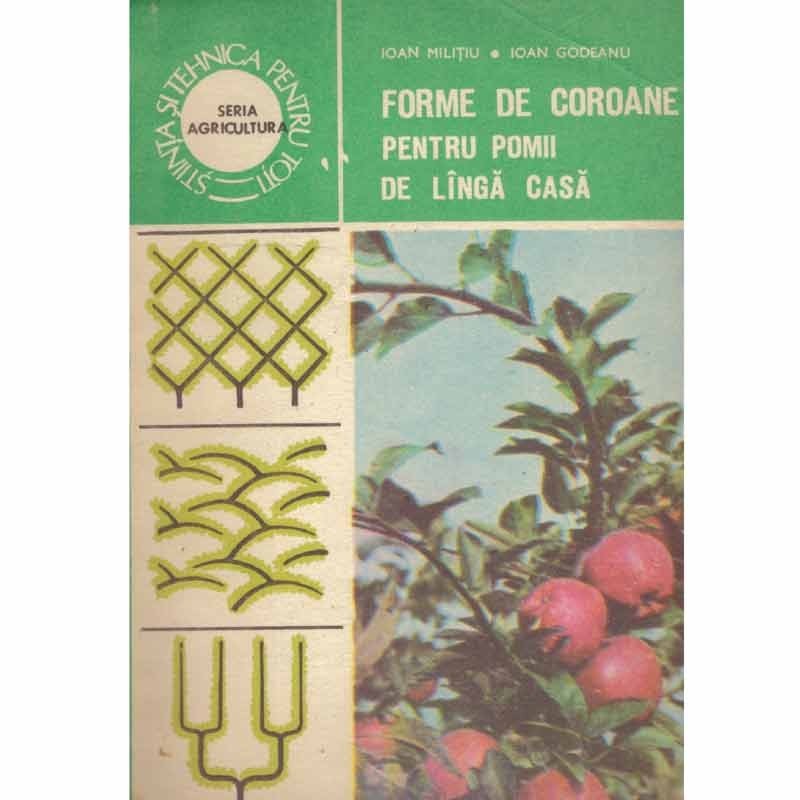 IOAN MILIȚIU • IOAN GODEANU
FORME DE COROANE
PENTRU POMII
DE LÎNGĂ CASĂ
ȘTIINȚA ȘI TEHNICA PENTRU TOȚI
SERIA
AGRICULTURA